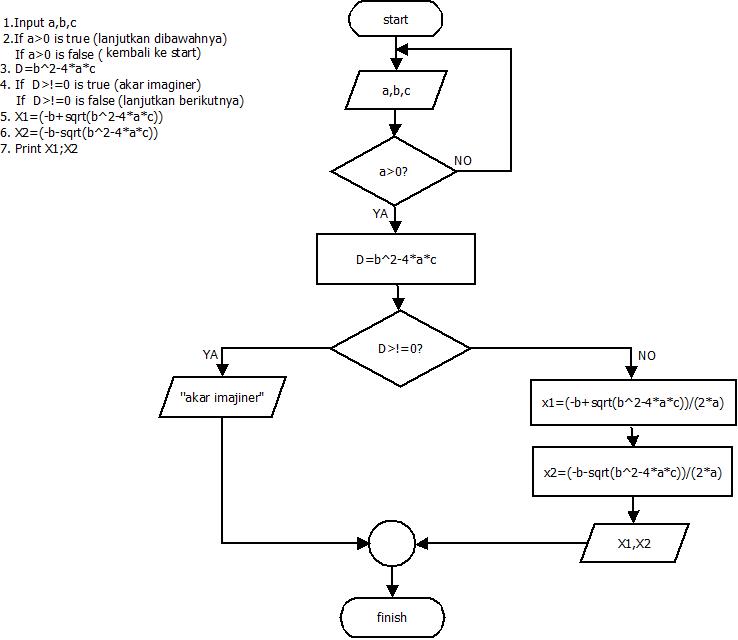 1.Input a,b,c
2.If a>0 is true (lanjutkan dibawahnya)
If a>0 is false ( kembali ke start)
3. D=b^2-4*a*c
4. If D>!=0 is true (akar imaginer)
If D>!=0 is false (lanjutkan berikutnya)
5. X1=(-b+sqrt(b^2-4*a*c))
6. X2=(-b-sqrt(b^2-4*a*c))
7. Print X1;X2
start
a,b,c
a>0?
NO
YA
D=b^2-4*a*c
D>!=0?
YA
NO
"akar imajiner"
x1=(-b+sqrt(b^2-4*a*c))/(2*a)
x2=(-b-sqrt(b^2-4*a*c))/(2*a)
X1,X2
finish